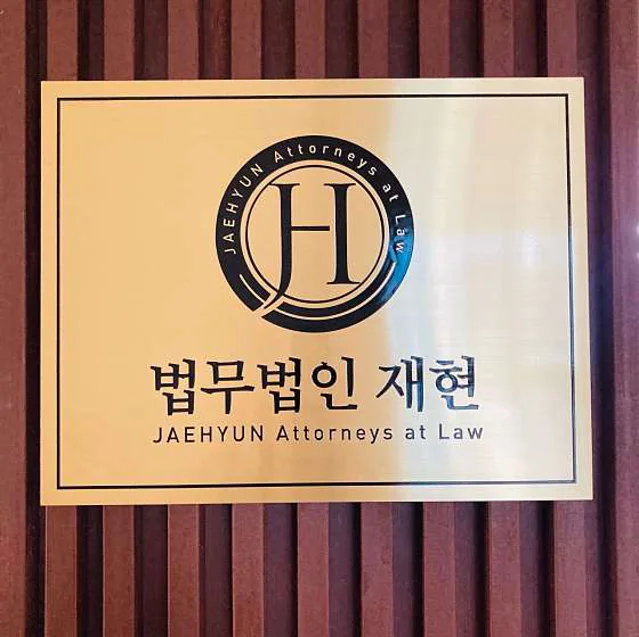 JAEHYUN Attorneys at Law
JH
법무법인 재현
JAEHYUN Attorneys at Law